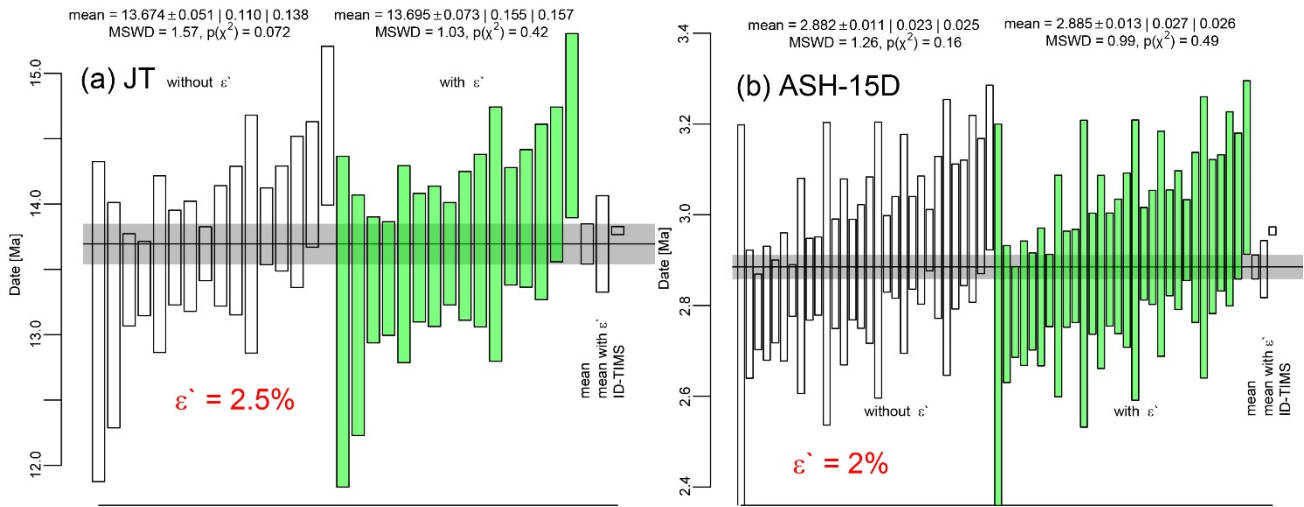 mean = 13.674 ± 0.051 | 0.110 | 0.138
MSWD = 1.57, p(χ²) = 0.072
mean = 13.695 ± 0.073 | 0.155 | 0.157
MSWD = 1.03, p(χ²) = 0.42
(a) JT
without ε`
with ε`
Date [Ma]
15.0
14.0
13.0
12.0
ε` = 2.5%
mean
mean with ε`
ID-TIMS
mean = 2.882 ± 0.011 | 0.023 | 0.025
MSWD = 1.26, p(χ²) = 0.16
mean = 2.885 ± 0.013 | 0.027 | 0.026
MSWD = 0.99, p(χ²) = 0.49
(b) ASH-15D
Date [Ma]
3.4
3.2
3.0
2.8
2.6
2.4
without ε`
with ε`
ε` = 2%
mean
mean with ε`
ID-TIMS